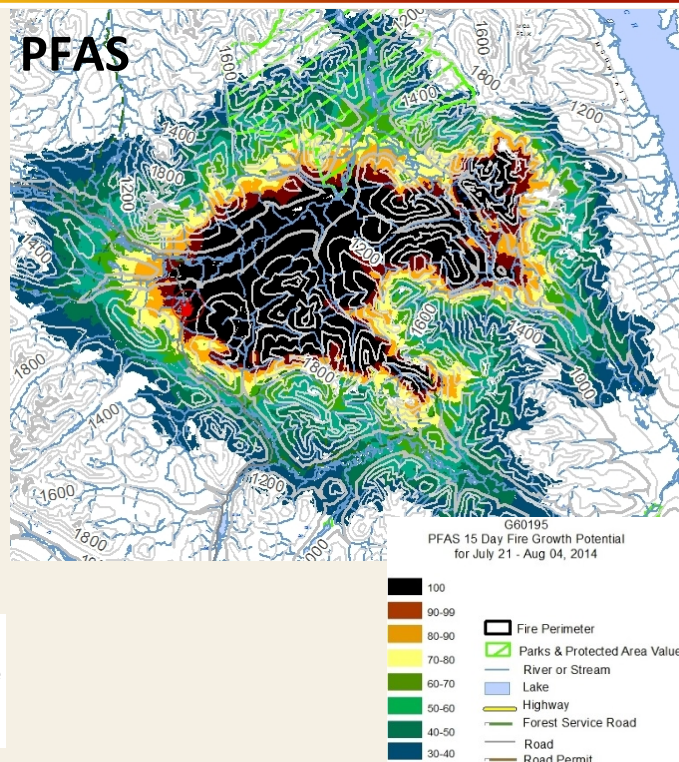 PFAS
1200
1600
1600
1800
1400
1200
1400
1800
1200
1400
1200
1600
1400
1000
1800
1800
1400
1600
1200
1800
G60195
PFAS 15 Day Fire Growth Potential
for July 21 - Aug 04, 2014
100
90-99
80-90
70-80
60-70
50-60
40-50
30-40
Fire Perimeter
Parks & Protected Area Value
River or Stream
Lake
Highway
Forest Service Road
Road
Road Permit